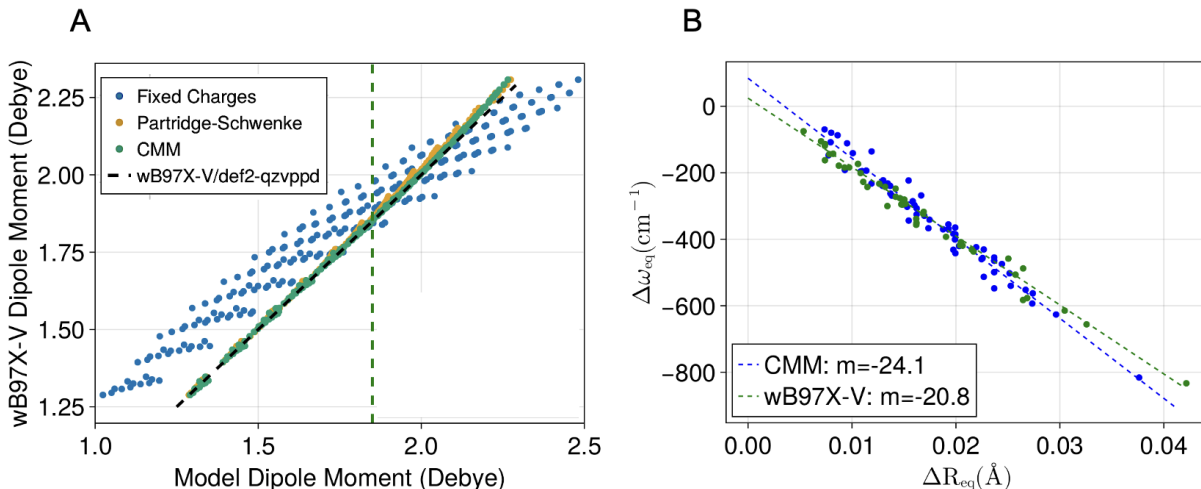 A
wB97X-V Dipole Moment (Debye)
2.25
2.00
1.75
1.50
1.25
Fixed Charges
Partridge-Schwenke
CMM
wB97X-V/def2-qzvppd
1.0
1.5
2.0
2.5
Model Dipole Moment (Debye)
B
Δω_eq(cm⁻¹)
0
−200
−400
−600
−800
CMM: m=-24.1
wB97X-V: m=-20.8
0.00
0.01
0.02
0.03
0.04
ΔR_eq(Å)